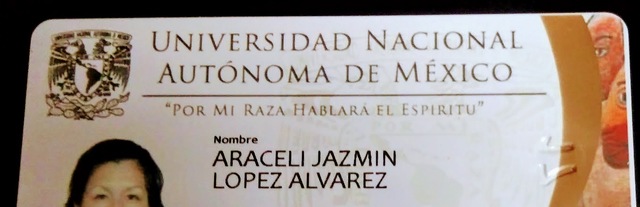 UNIVERSIDAD NACIONAL
AUTÓNOMA DE MÉXICO
"POR MI RAZA HABLARÁ EL ESPIRITU"
Nombre
ARACELI JAZMIN
LOPEZ ALVAREZ